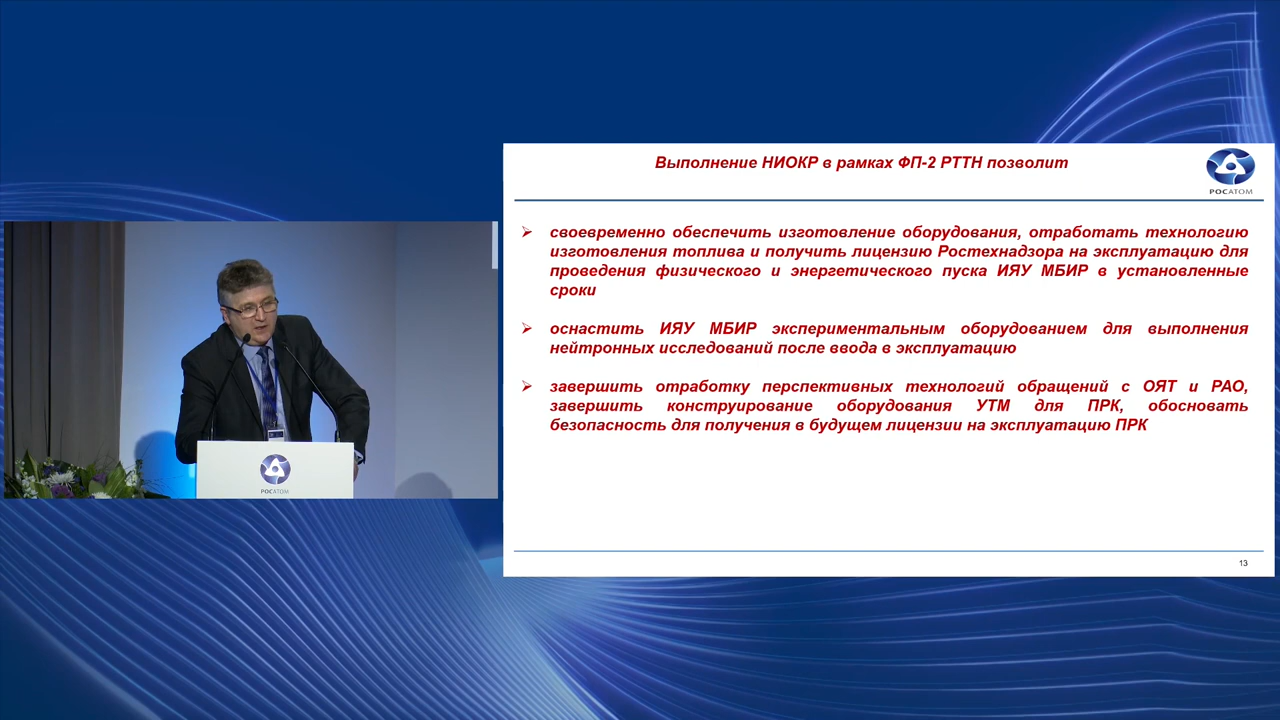 Выполнение НИОКР в рамках ФП-2 РТТН позволит
РОСАТОМ
своевременно обеспечить изготовление оборудования, отработать технологию
изготовления топлива и получить лицензию Ростехнадзора на эксплуатацию для
проведения физического и энергетического пуска ИЯУ МБИР в установленные
сроки
оснастить ИЯУ МБИР экспериментальным оборудованием для выполнения
нейтронных исследований после ввода в эксплуатацию
завершить отработку перспективных технологий обращений с ОЯТ и РАО,
завершить конструирование оборудования УТМ для ПРК, обосновать
безопасность для получения в будущем лицензии на эксплуатацию ПРК
13
РОСАТОМ